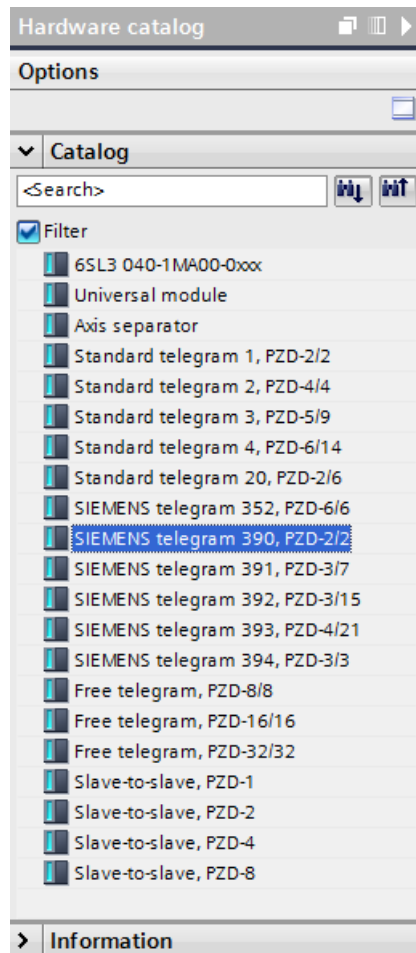 Hardware catalog
Options
Catalog
<Search>
Filter
6SL3 040-1MA00-0xxx
Universal module
Axis separator
Standard telegram 1, PZD-2/2
Standard telegram 2, PZD-4/4
Standard telegram 3, PZD-5/9
Standard telegram 4, PZD-6/14
Standard telegram 20, PZD-2/6
SIEMENS telegram 352, PZD-6/6
SIEMENS telegram 390, PZD-2/2
SIEMENS telegram 391, PZD-3/7
SIEMENS telegram 392, PZD-3/15
SIEMENS telegram 393, PZD-4/21
SIEMENS telegram 394, PZD-3/3
Free telegram, PZD-8/8
Free telegram, PZD-16/16
Free telegram, PZD-32/32
Slave-to-slave, PZD-1
Slave-to-slave, PZD-2
Slave-to-slave, PZD-4
Slave-to-slave, PZD-8
Information